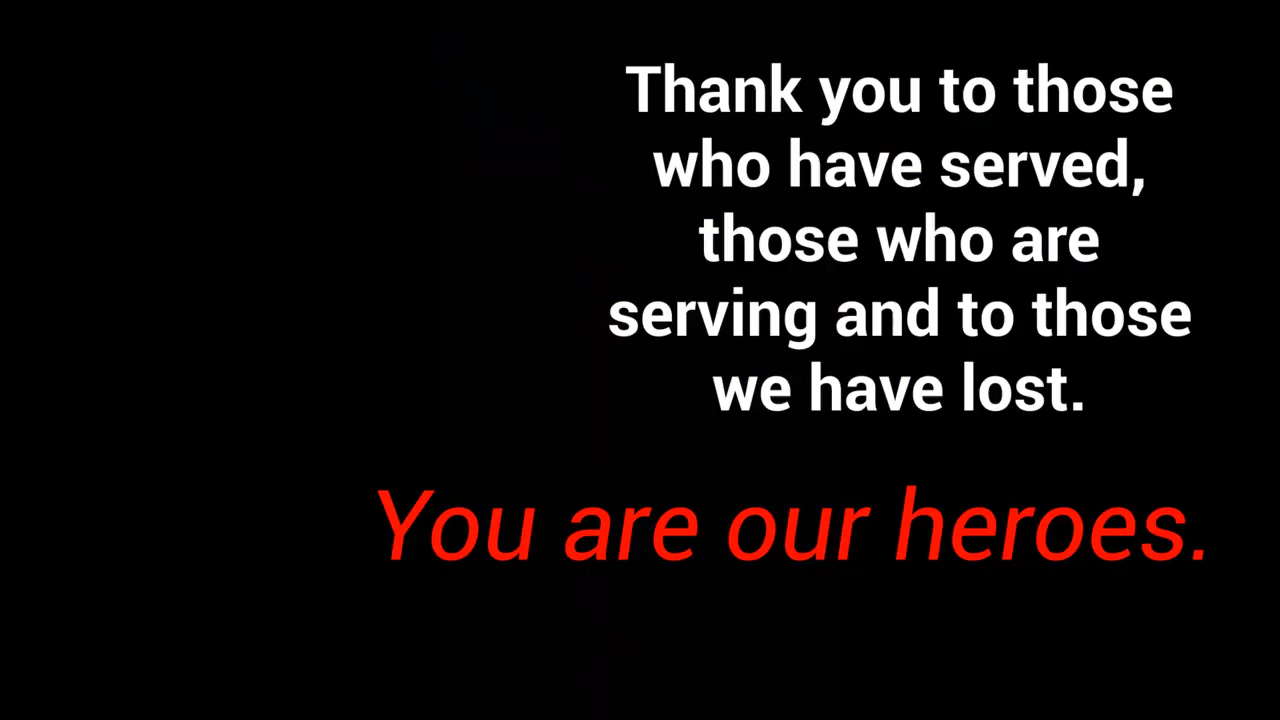 Thank you to those
who have served,
those who are
serving and to those
we have lost.
You are our heroes.